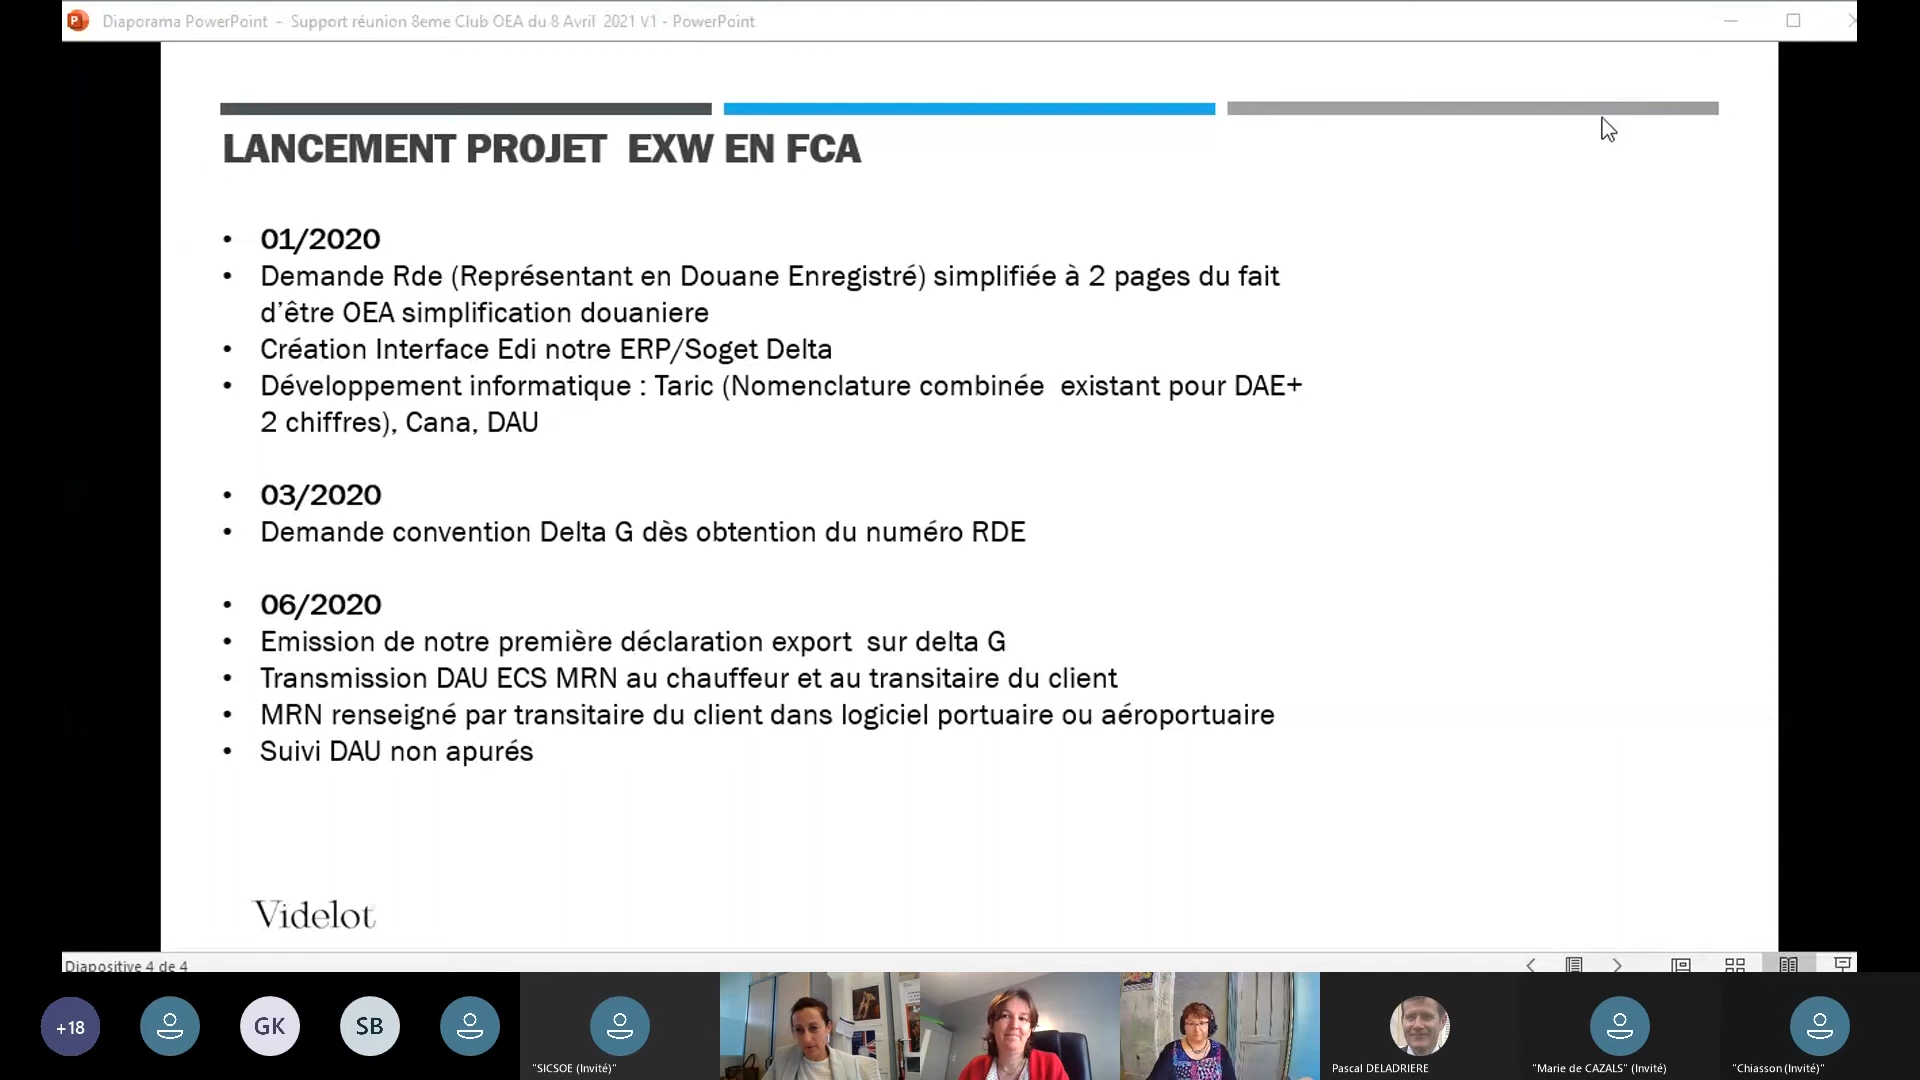 Diaporama PowerPoint - Support réunion 8eme Club OEA du 8 Avril 2021 V1 - PowerPoint
LANCEMENT PROJET EXW EN FCA
• 01/2020
• Demande Rde (Représentant en Douane Enregistré) simplifiée à 2 pages du fait
d'être OEA simplification douaniere
• Création Interface Edi notre ERP/Soget Delta
• Développement informatique : Taric (Nomenclature combinée existant pour DAE+
2 chiffres), Cana, DAU
• 03/2020
• Demande convention Delta G dès obtention du numéro RDE
• 06/2020
• Emission de notre première déclaration export sur delta G
• Transmission DAU ECS MRN au chauffeur et au transitaire du client
• MRN renseigné par transitaire du client dans logiciel portuaire ou aéroportuaire
• Suivi DAU non apurés
Videlot
Diapositive 4 de 4
+18
GK
SB
"SICSOE (Invité)"
Pascal DELADRIERE
"Marie de CAZALS" (Invité)
"Chiasson (Invité)"